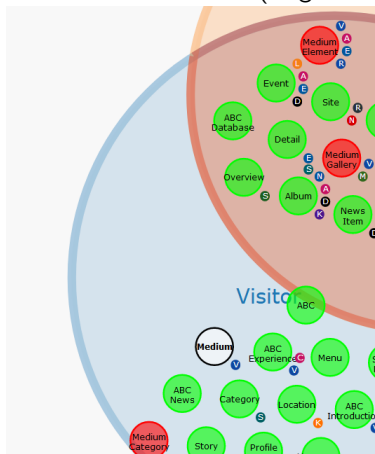 V
Medium
Element
A
E
R
L
A
E
D
Event
Site
R
N
ABC
Database
Detail
Medium
Gallery
V
M
E
S
N
Overview
S
Album
A
D
K
News
Item
D
Visitor
ABC
Medium
V
ABC
Experience
C
V
Menu
ABC
News
Category
S
Location
K
ABC
Introduction
Medium
Category
Story
Profile